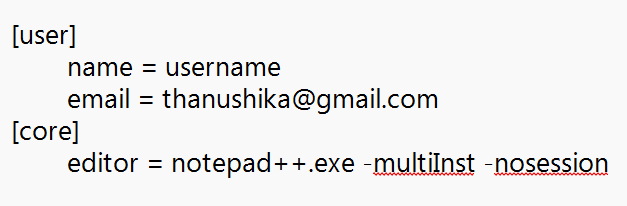 [user]
name = username
email = thanushika@gmail.com
[core]
editor = notepad++.exe -multiInst -nosession